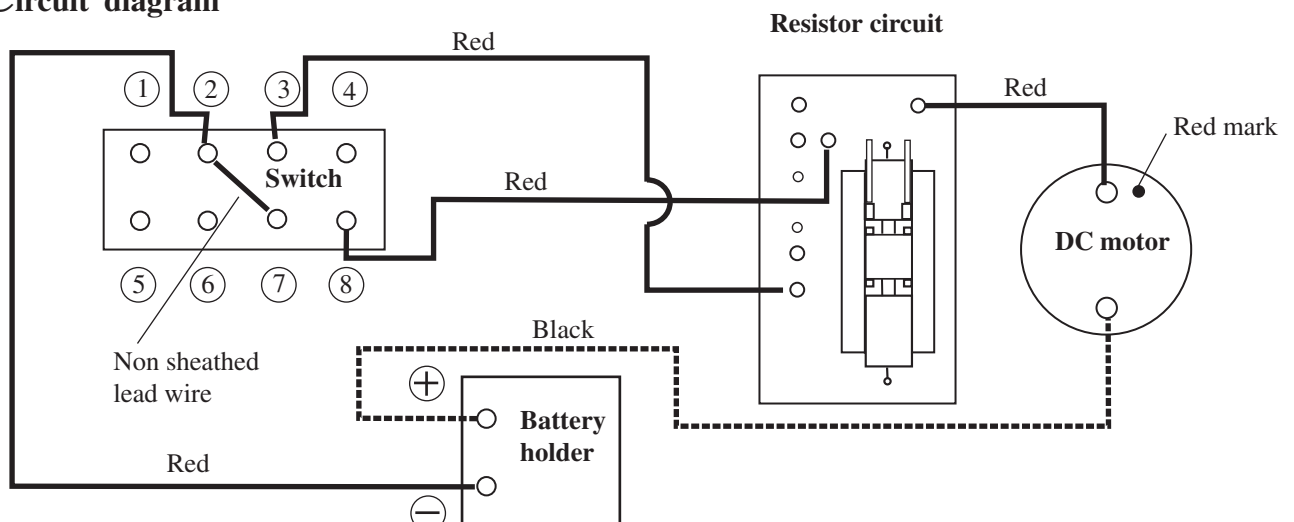 Circuit diagram
Resistor circuit
Red
① ② ③ ④
Red
Red mark
Switch
Red
DC motor
⑤ ⑥ ⑦ ⑧
Black
Non sheathed
lead wire
+
Battery
holder
Red
−